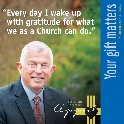 "Every day I wake up
with gratitude for what
we as a Church can do."
Your gift matters